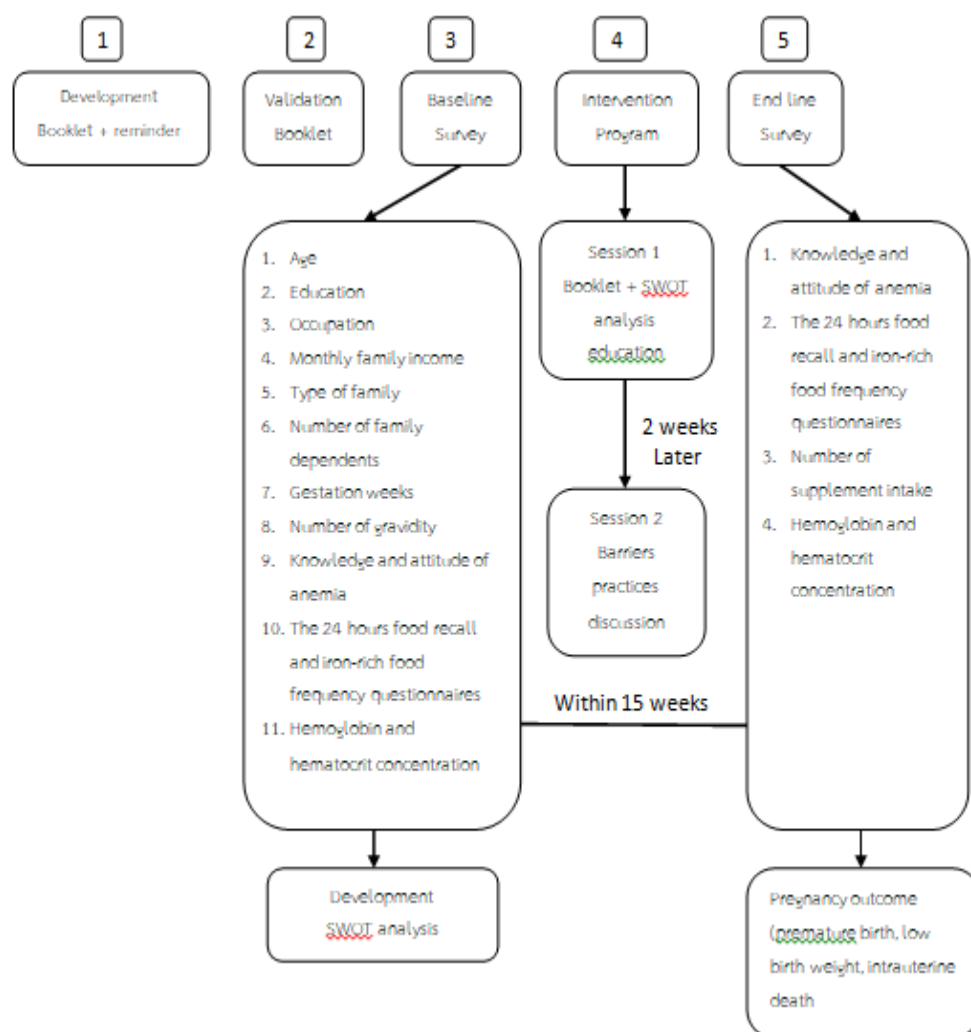 1
2
3
4
5
Development
Booklet + reminder
Validation
Booklet
Baseline
Survey
Intervention
Program
End line
Survey
1. Age
2. Education
3. Occupation
4. Monthly family income
5. Type of family
6. Number of family
dependents
7. Gestation weeks
8. Number of gravidity
9. Knowledge and attitude of
anemia
10. The 24 hours food recall
and iron-rich food
frequency questionnaires
11. Hemoglobin and
hematocrit concentration
Session 1
Booklet + SWOT
analysis
education
2 weeks
Later
Session 2
Barriers
practices
discussion
1. Knowledge and
attitude of anemia
2. The 24 hours food
recall and iron-rich
food frequency
questionnaires
3. Number of
supplement intake
4. Hemoglobin and
hematocrit
concentration
Within 15 weeks
Development
SWOT analysis
Pregnancy outcome
(premature birth, low
birth weight, intrauterine
death